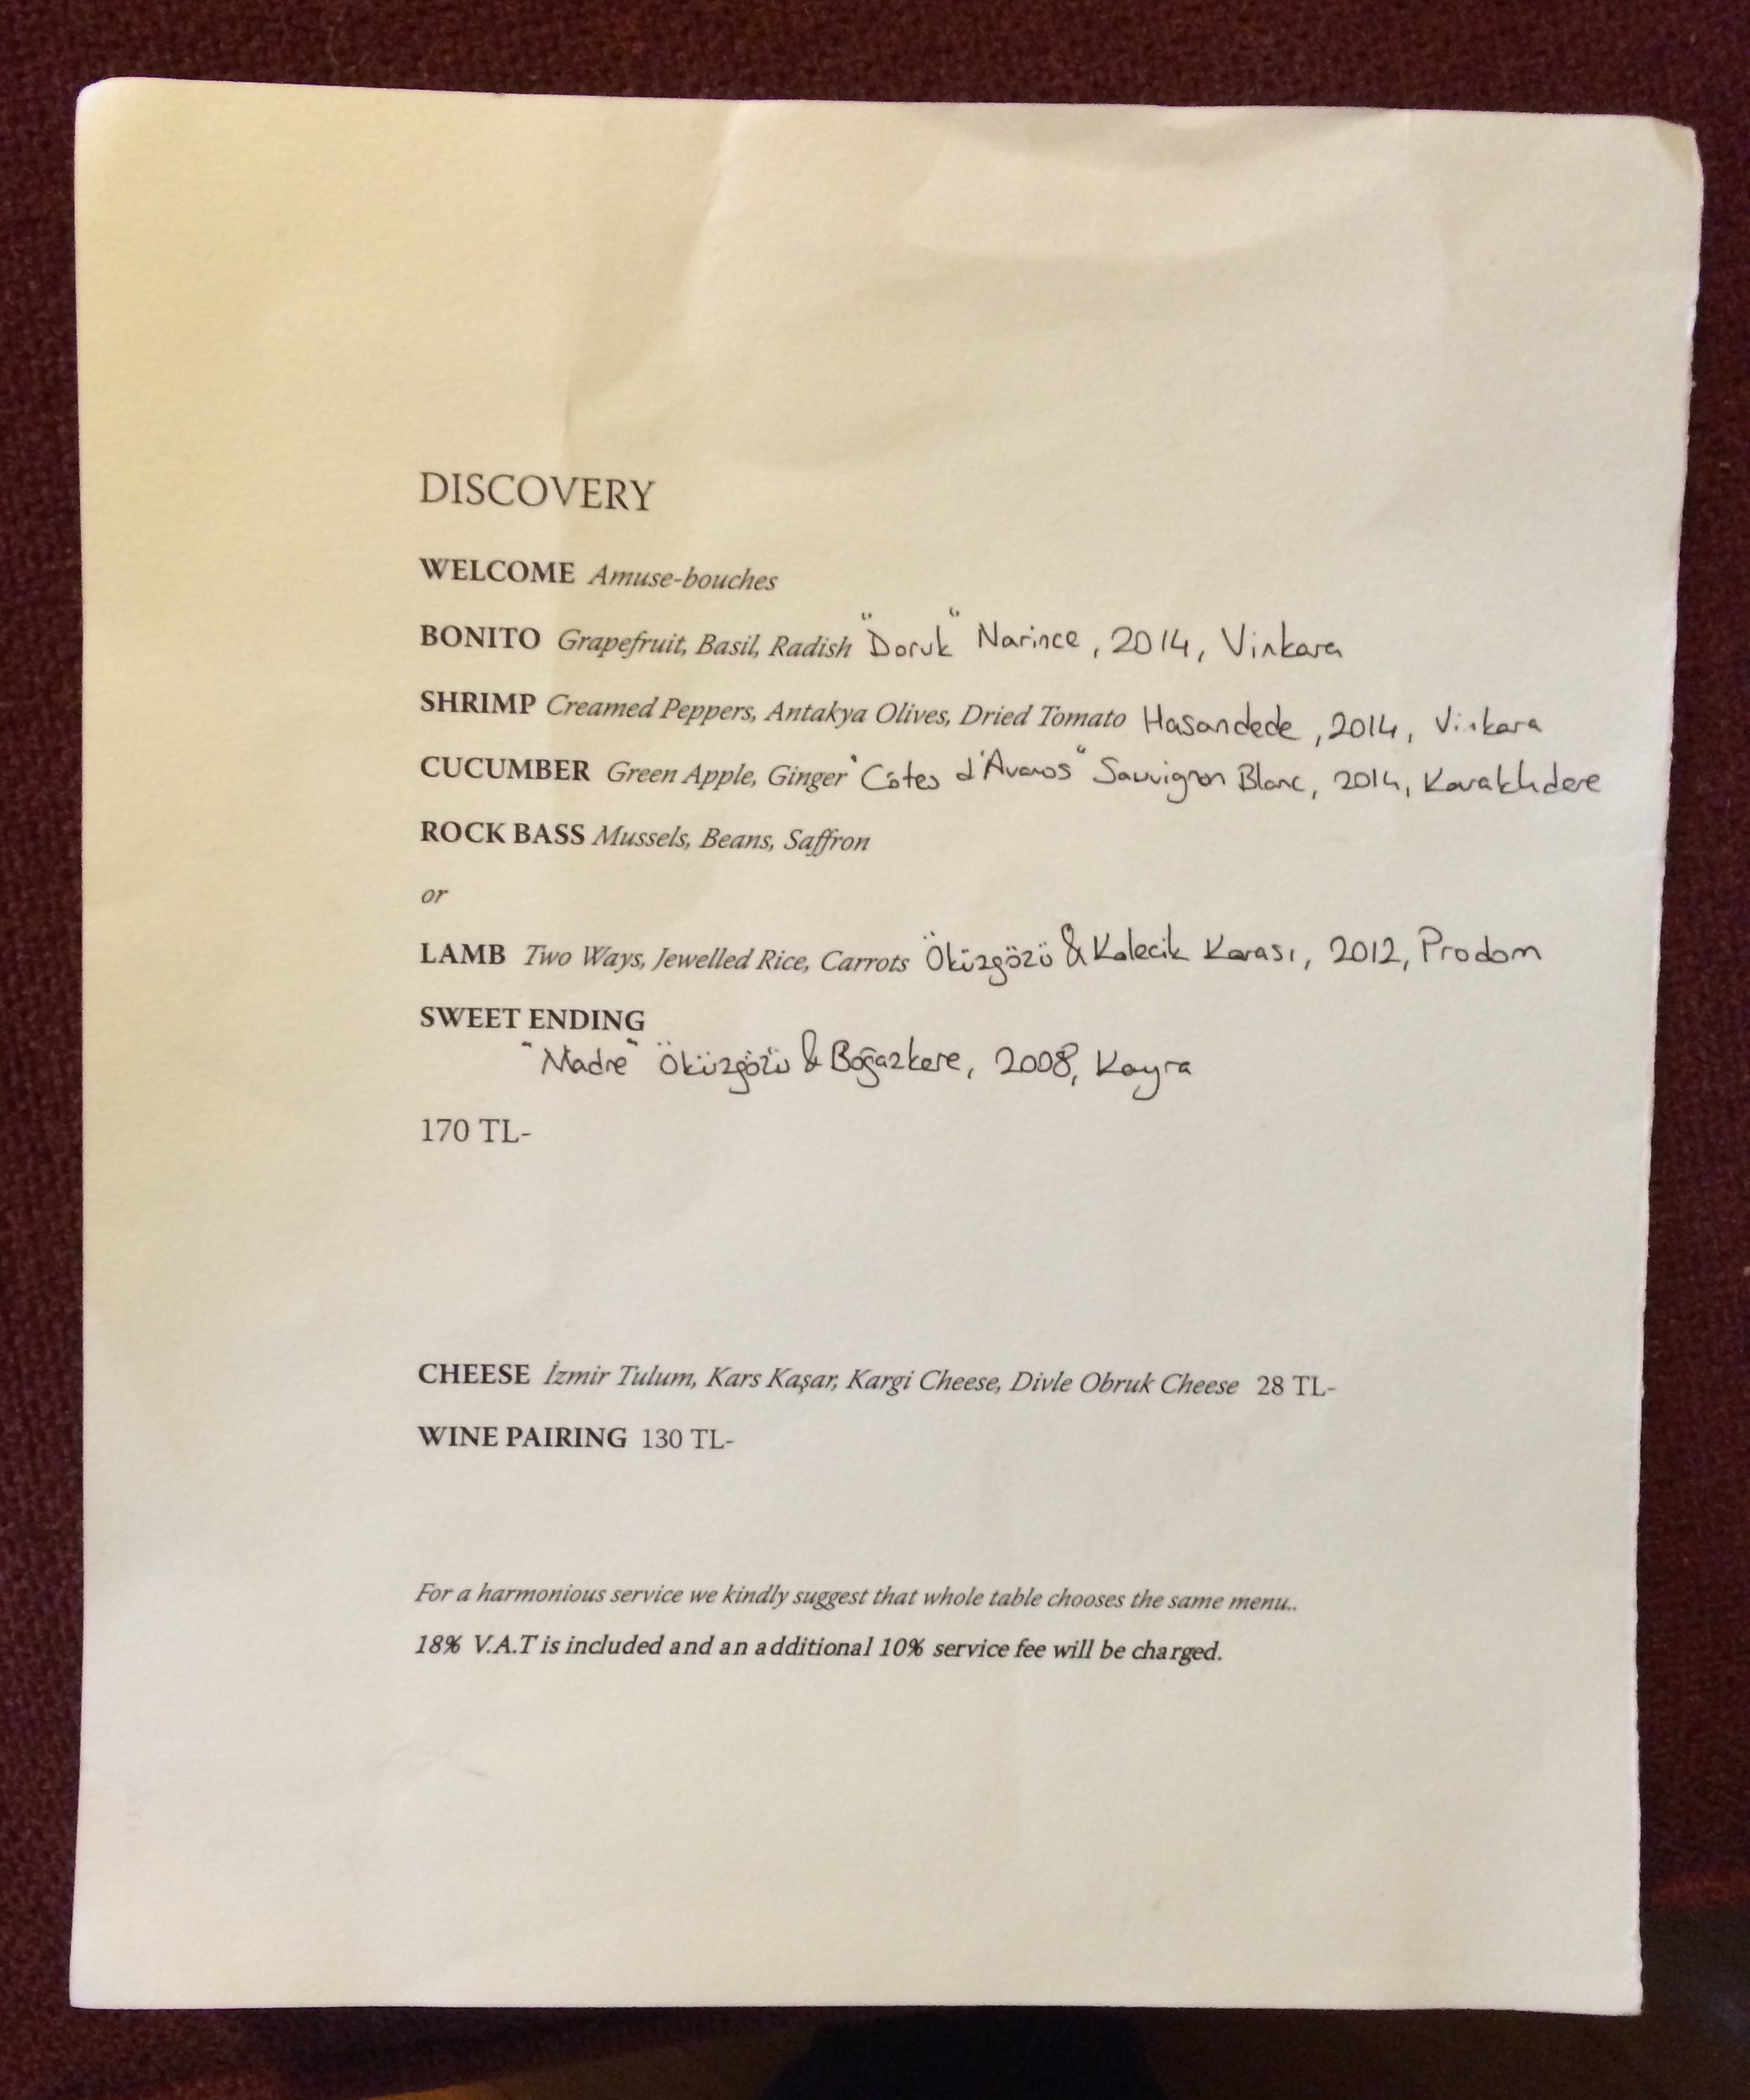 DISCOVERY
WELCOME Amuse-bouches
BONITO Grapefruit, Basil, Radish "Doruk" Narince, 2014, Vinkara
SHRIMP Creamed Peppers, Antakya Olives, Dried Tomato Hasandede, 2014, Vinkara
CUCUMBER Green Apple, Ginger "Côtes d'Avanos" Sauvignon Blanc, 2014, Kavaklıdere
ROCK BASS Mussels, Beans, Saffron
or
LAMB Two Ways, Jewelled Rice, Carrots Öküzgözü & Kalecik Karası, 2012, Prodom
SWEET ENDING
"Madre" Öküzgözü & Boğazkere, 2008, Kayra
170 TL-
CHEESE İzmir Tulum, Kars Kaşar, Kargi Cheese, Divle Obruk Cheese 28 TL-
WINE PAIRING 130 TL-
For a harmonious service we kindly suggest that whole table chooses the same menu..
18% V.A.T is included and an additional 10% service fee will be charged.